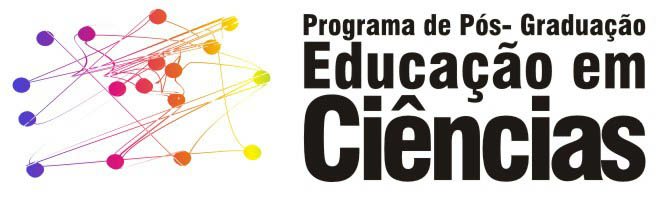 Programa de Pós- Graduação
Educação em
Ciências